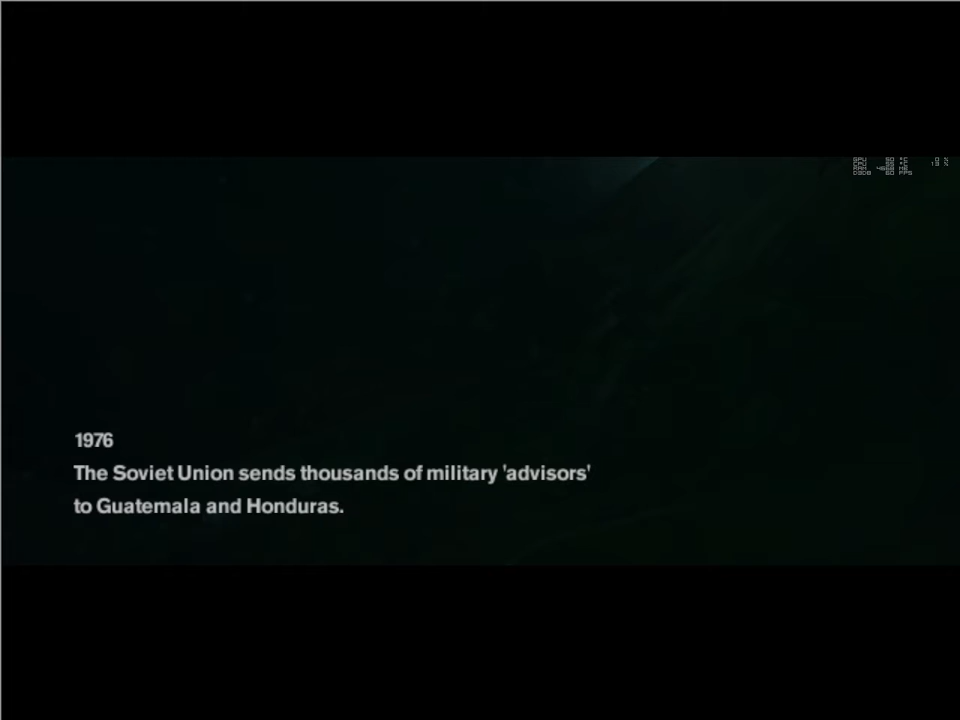 1976
The Soviet Union sends thousands of military 'advisors'
to Guatemala and Honduras.